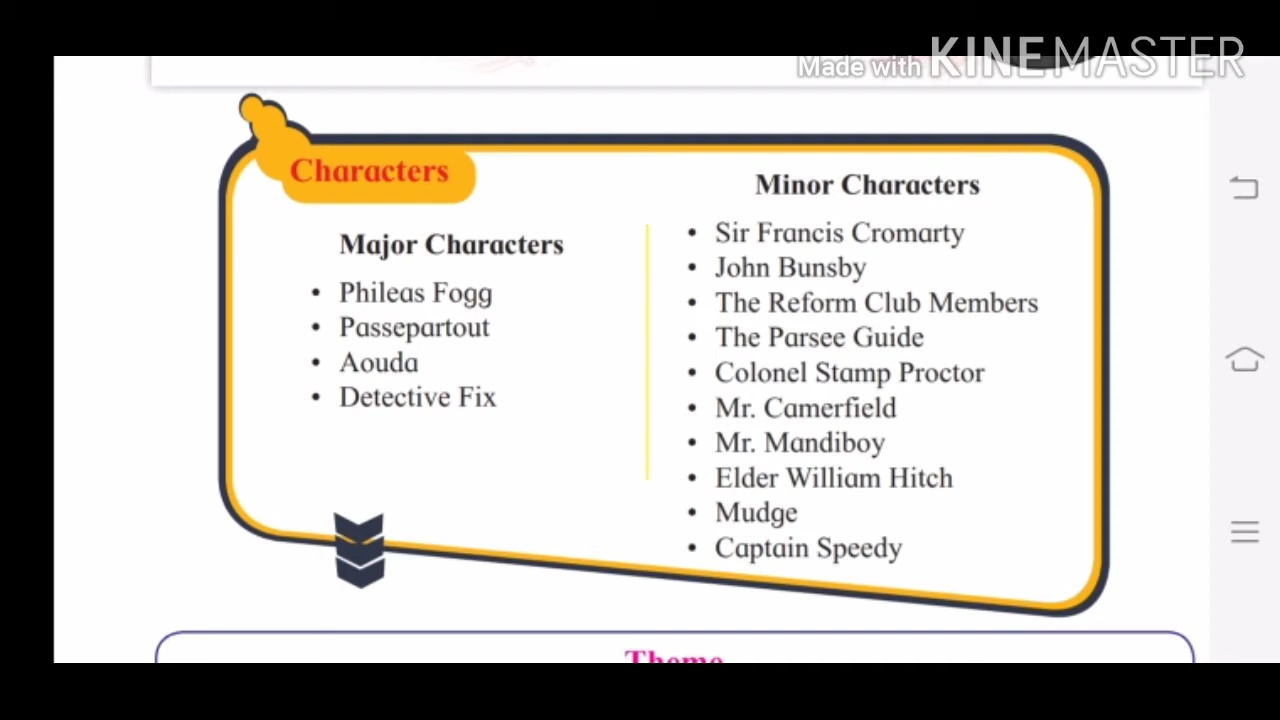 Made with KINEMASTER
Characters
Major Characters
• Phileas Fogg
• Passepartout
• Aouda
• Detective Fix
Minor Characters
• Sir Francis Cromarty
• John Bunsby
• The Reform Club Members
• The Parsee Guide
• Colonel Stamp Proctor
• Mr. Camerfield
• Mr. Mandiboy
• Elder William Hitch
• Mudge
• Captain Speedy
Theme